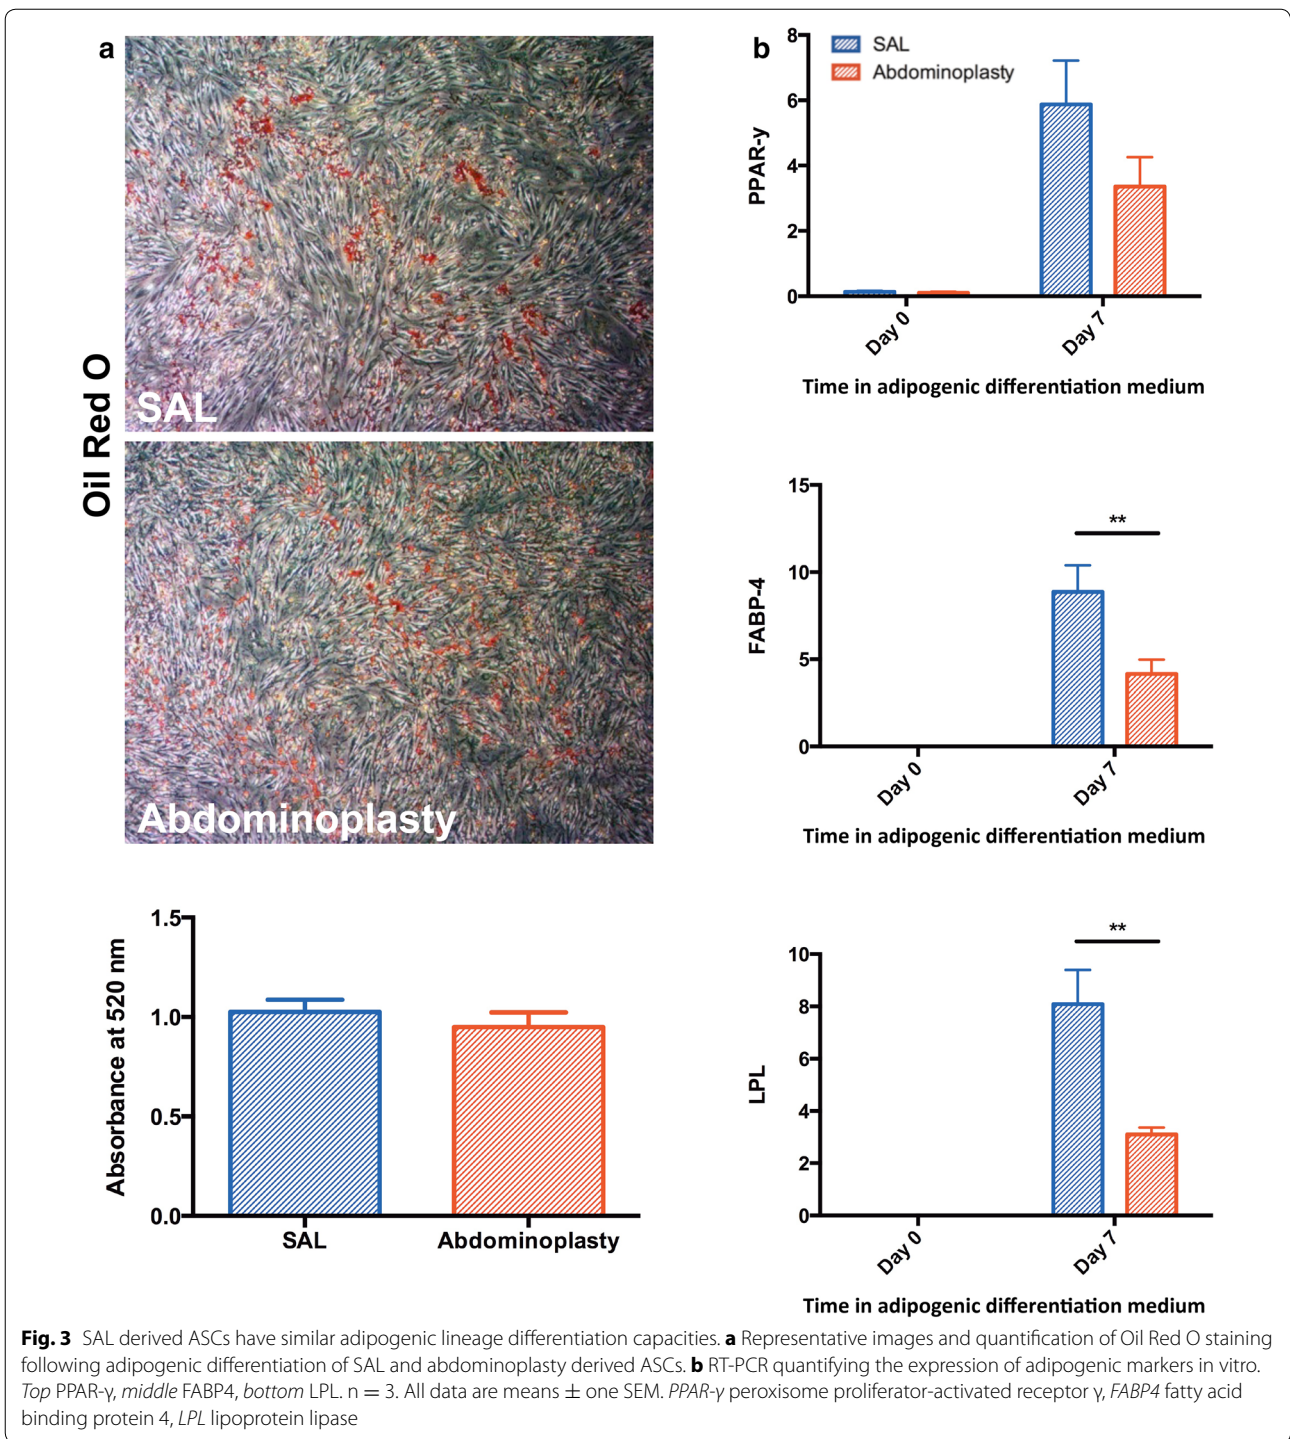 a
Oil Red O
SAL
Abdominoplasty
1.5
1.0
0.5
0.0
Absorbance at 520 nm
SAL
Abdominoplasty
b
SAL
Abdominoplasty
8
6
4
2
0
PPAR-y
Day 0
Day 7
Time in adipogenic differentiation medium
15
10
5
0
FABP-4
**
Day 0
Day 7
Time in adipogenic differentiation medium
10
8
6
4
2
0
LPL
**
Day 0
Day 7
Time in adipogenic differentiation medium
Fig. 3 SAL derived ASCs have similar adipogenic lineage differentiation capacities. a Representative images and quantification of Oil Red O staining
following adipogenic differentiation of SAL and abdominoplasty derived ASCs. b RT-PCR quantifying the expression of adipogenic markers in vitro.
Top PPAR-γ, middle FABP4, bottom LPL. n = 3. All data are means ± one SEM. PPAR-γ peroxisome proliferator-activated receptor γ, FABP4 fatty acid
binding protein 4, LPL lipoprotein lipase